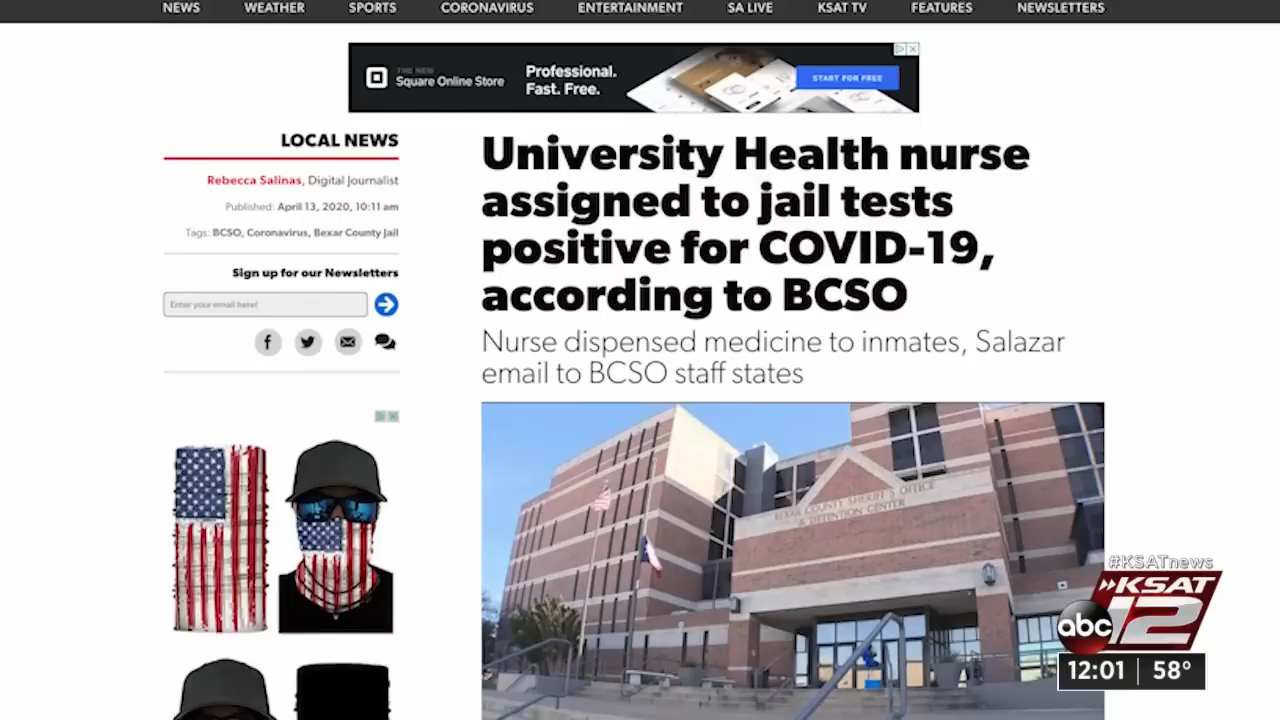 NEWS WEATHER SPORTS CORONAVIRUS ENTERTAINMENT SA LIVE KSAT TV FEATURES NEWSLETTERS
THE NEW
Square Online Store
Professional.
Fast. Free.
START FOR FREE
LOCAL NEWS
Rebecca Salinas, Digital Journalist
Published: April 13, 2020, 10:11 am
Tags: BCSO, Coronavirus, Bexar County Jail
Sign up for our Newsletters
Enter your email here!
University Health nurse
assigned to jail tests
positive for COVID-19,
according to BCSO
Nurse dispensed medicine to inmates, Salazar
email to BCSO staff states
BEXAR COUNTY SHERIFF'S OFFICE
& DETENTION CENTER
#KSATnews
KSAT
12
abc
12:01 58°